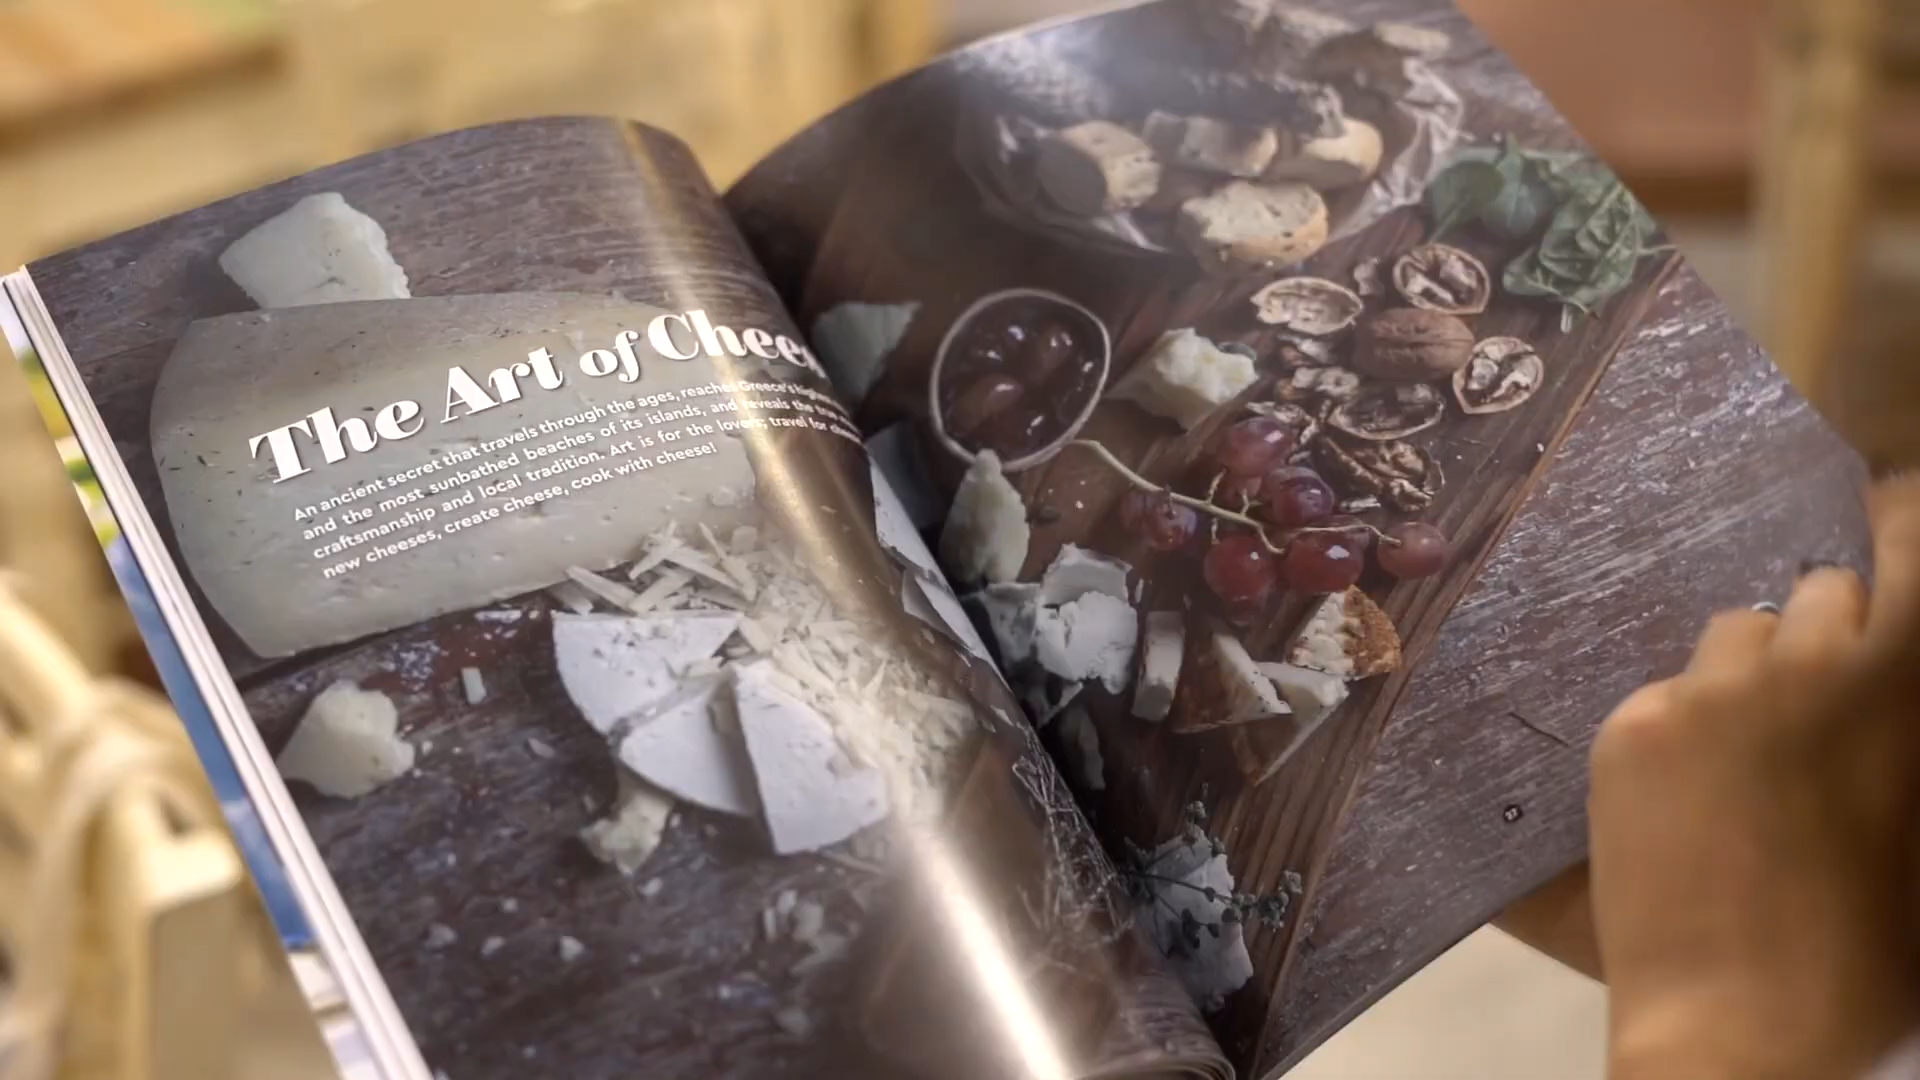 The Art of Chee
An ancient secret that travels through the ages, reaches Greece's
and the most sunbathed beaches of its islands, and reveals the
craftsmanship and local tradition. Art is for the lovers; travel for
new cheeses, create cheese, cook with cheese!